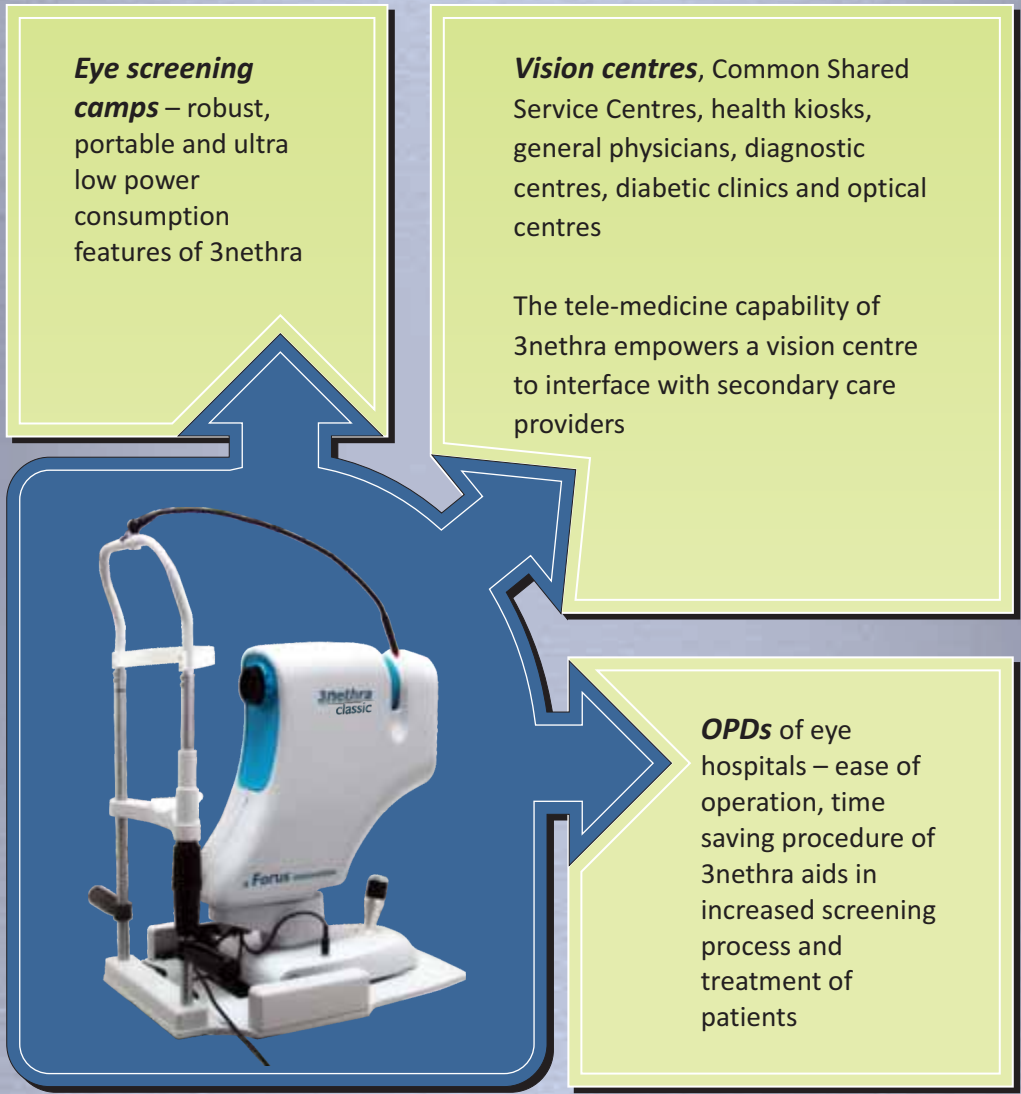 Eye screening
camps – robust,
portable and ultra
low power
consumption
features of 3nethra
Vision centres, Common Shared
Service Centres, health kiosks,
general physicians, diagnostic
centres, diabetic clinics and optical
centres
The tele-medicine capability of
3nethra empowers a vision centre
to interface with secondary care
providers
3nethra
classic
a Forus
OPDs of eye
hospitals – ease of
operation, time
saving procedure of
3nethra aids in
increased screening
process and
treatment of
patients